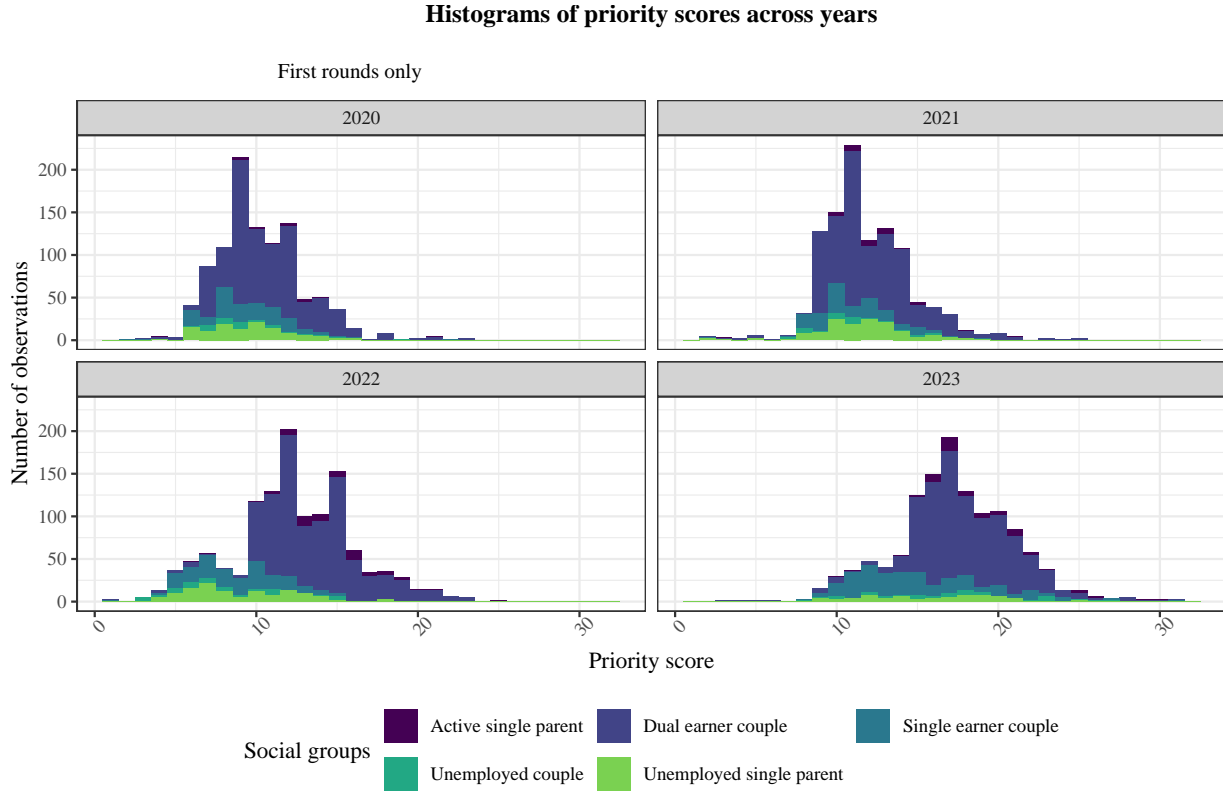 Histograms of priority scores across years
First rounds only
2020
2021
200
150
100
50
0
2022
2023
200
150
100
50
0
0
10
20
30
0
10
20
30
Number of observations
Priority score
Social groups
Active single parent
Dual earner couple
Single earner couple
Unemployed couple
Unemployed single parent